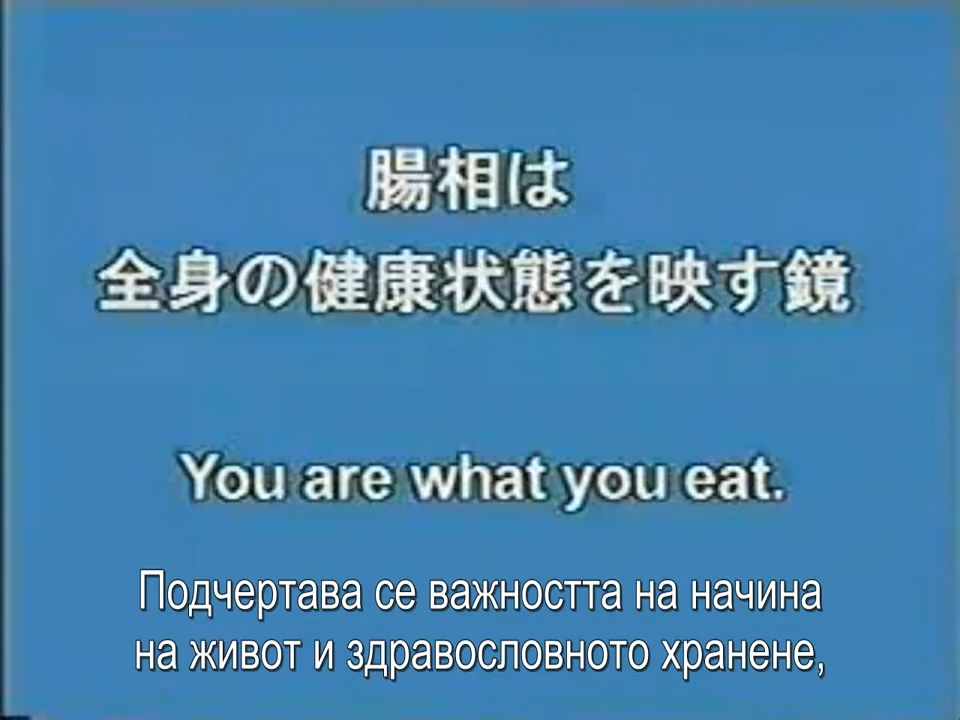 腸相は
全身の健康状態を映す鏡
You are what you eat.
Подчертава се важността на начина
на живот и здравословното хранене,